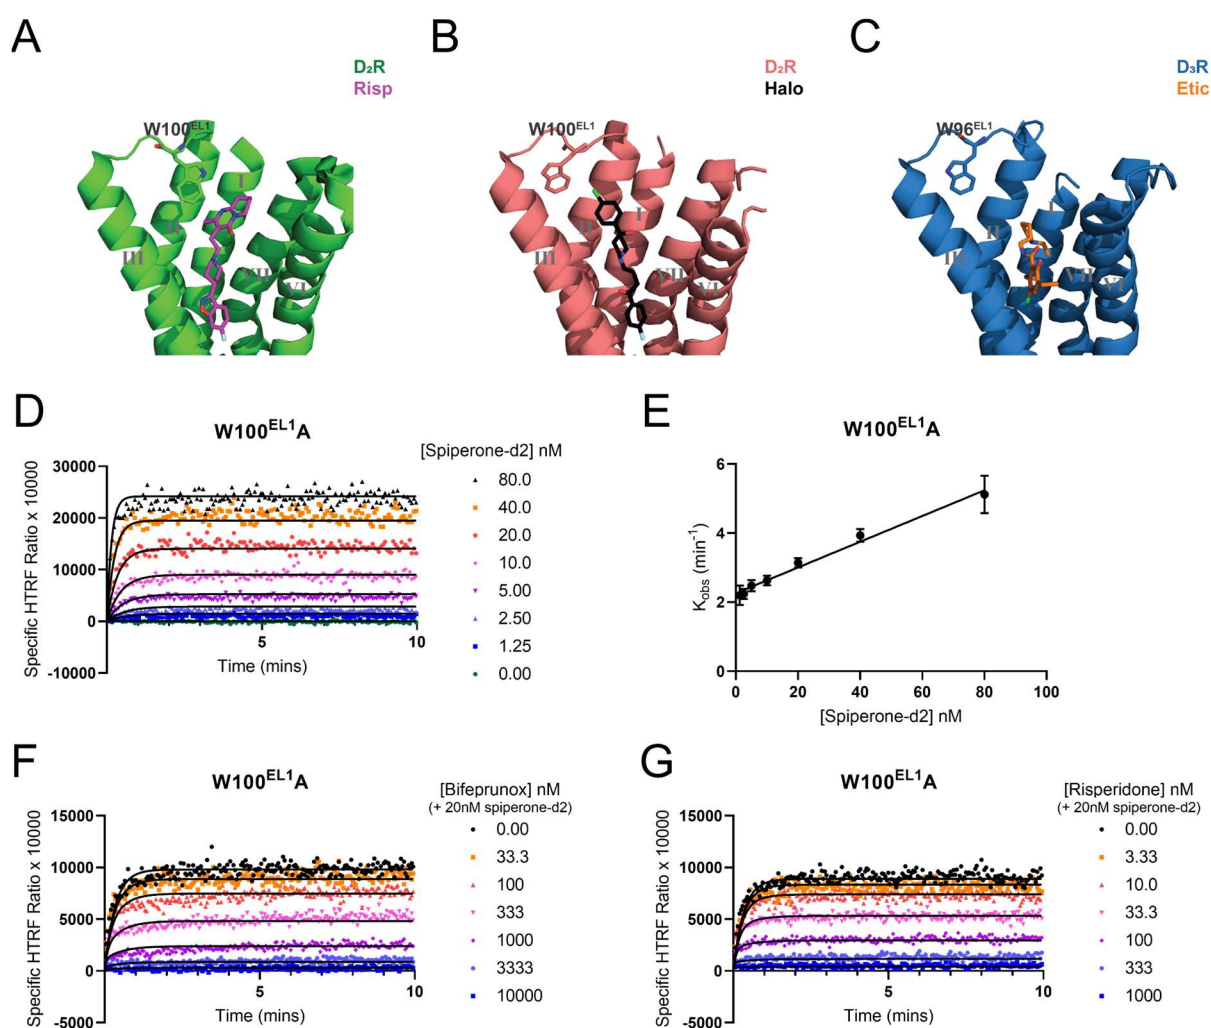 A
D₂R
Risp
W100^EL1
I
II
III
VII
VI
B
D₂R
Halo
W100^EL1
I
II
III
VII
VI
C
D₃R
Etic
W96^EL1
I
II
III
VII
VI
D
W100^EL1A
[Spiperone-d2] nM
Specific HTRF Ratio x 10000
30000
20000
10000
0
-10000
5
10
Time (mins)
80.0
40.0
20.0
10.0
5.00
2.50
1.25
0.00
E
W100^EL1A
K_obs (min^-1)
6
4
2
0
0 20 40 60 80 100
[Spiperone-d2] nM
F
W100^EL1A
[Bifeprunox] nM
(+ 20nM spiperone-d2)
Specific HTRF Ratio x 10000
15000
10000
5000
0
-5000
5
10
Time (mins)
0.00
33.3
100
333
1000
3333
10000
G
W100^EL1A
[Risperidone] nM
(+ 20nM spiperone-d2)
Specific HTRF Ratio x 10000
15000
10000
5000
0
-5000
5
10
Time (mins)
0.00
3.33
10.0
33.3
100
333
1000